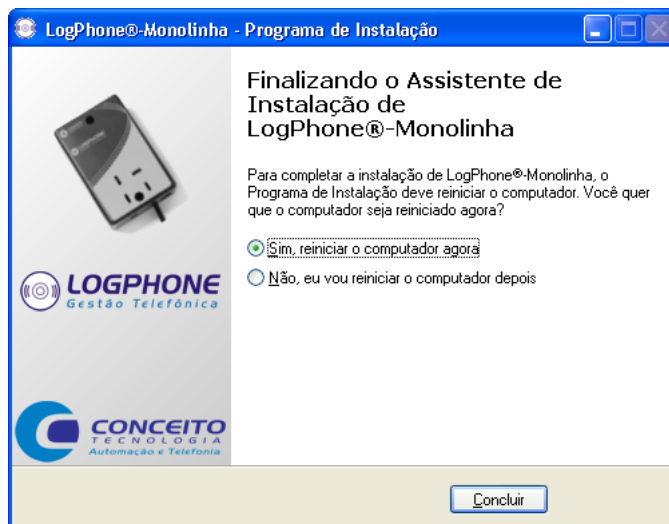 LogPhone®-Monolinha - Programa de Instalação
Finalizando o Assistente de
Instalação de
LogPhone®-Monolinha
Para completar a instalação de LogPhone®-Monolinha, o
Programa de Instalação deve reiniciar o computador. Você quer
que o computador seja reiniciado agora?
Sim, reiniciar o computador agora
Não, eu vou reiniciar o computador depois
LOGPHONE
LOGPHONE
Gestão Telefônica
CONCEITO
TECNOLOGIA
Automação e Telefonia
Concluir